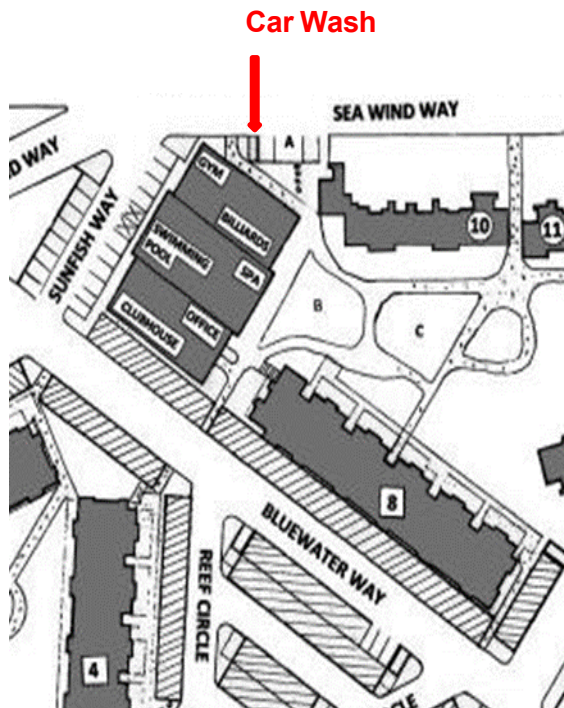 Car Wash
SEA WIND WAY
A
ND WAY
GYM
BILLIARDS
10
11
SUNFISH WAY
SWIMMING
POOL
SPA
B
C
CLUBHOUSE
OFFICE
8
BLUEWATER WAY
REEF CIRCLE
4